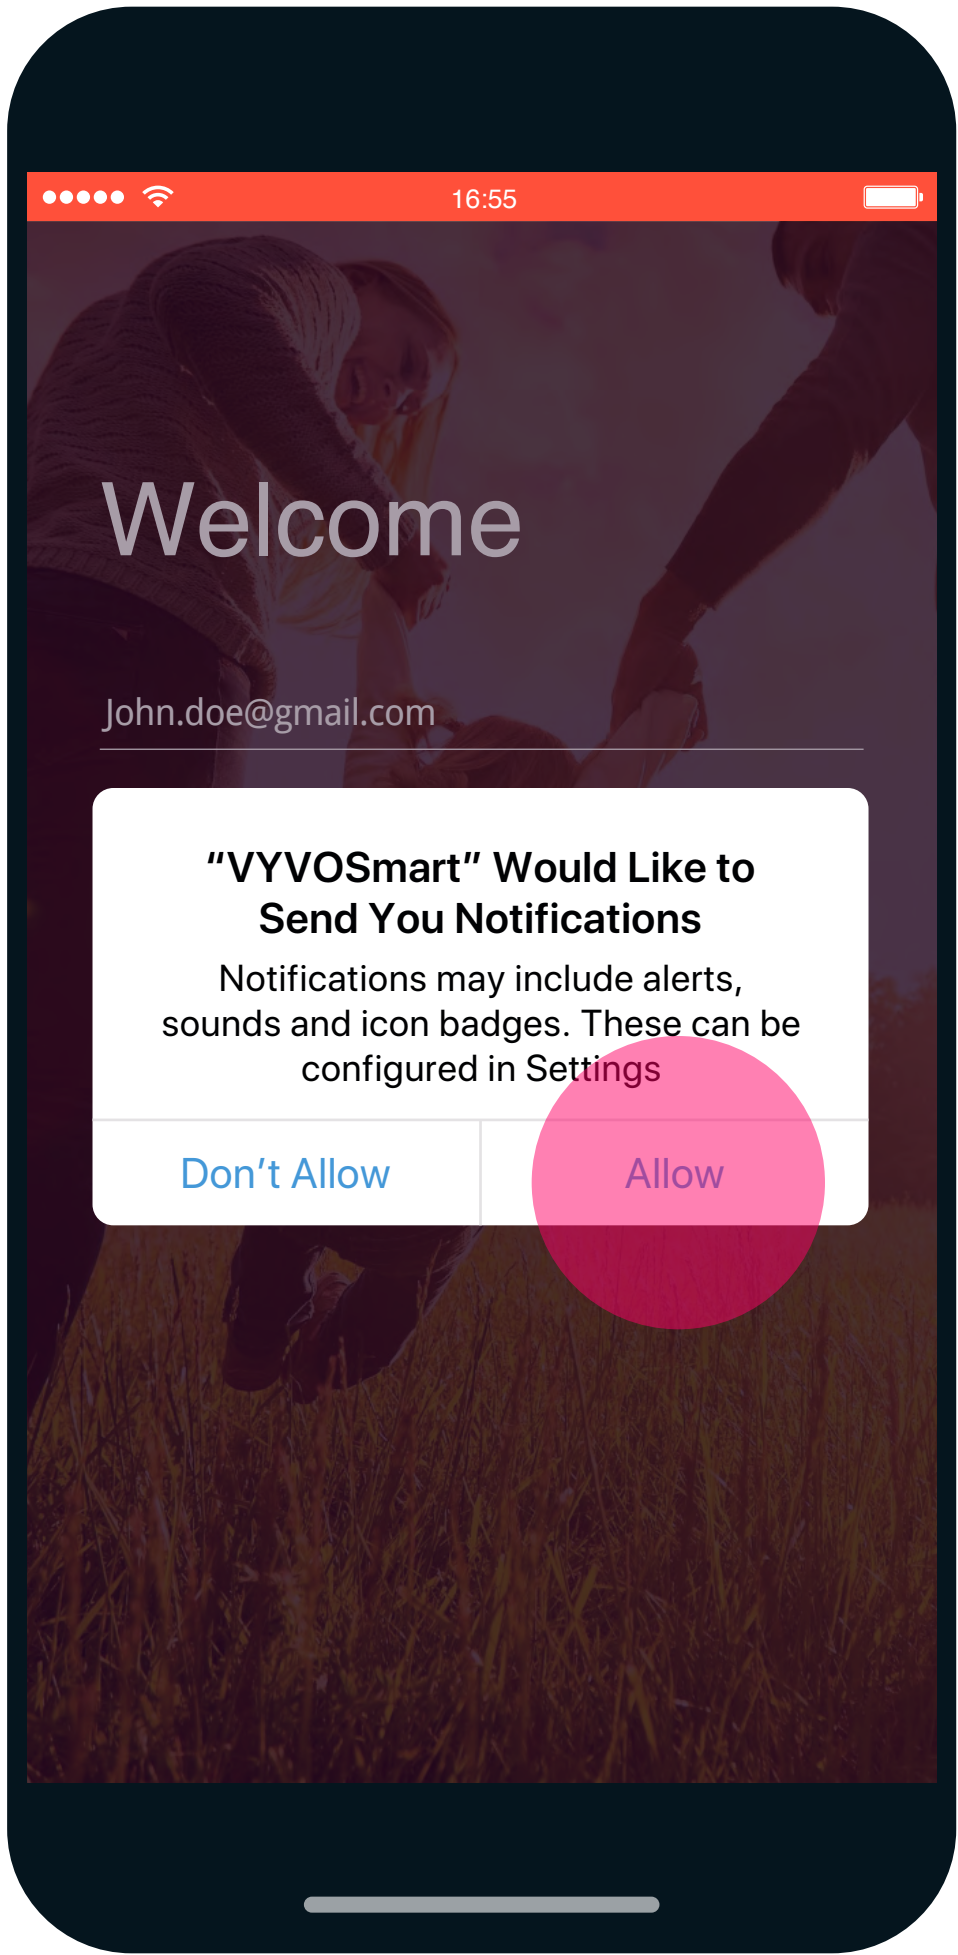 16:55
Welcome
John.doe@gmail.com
“VYVOSmart” Would Like to
Send You Notifications
Notifications may include alerts,
sounds and icon badges. These can be
configured in Settings
Don’t Allow
Allow